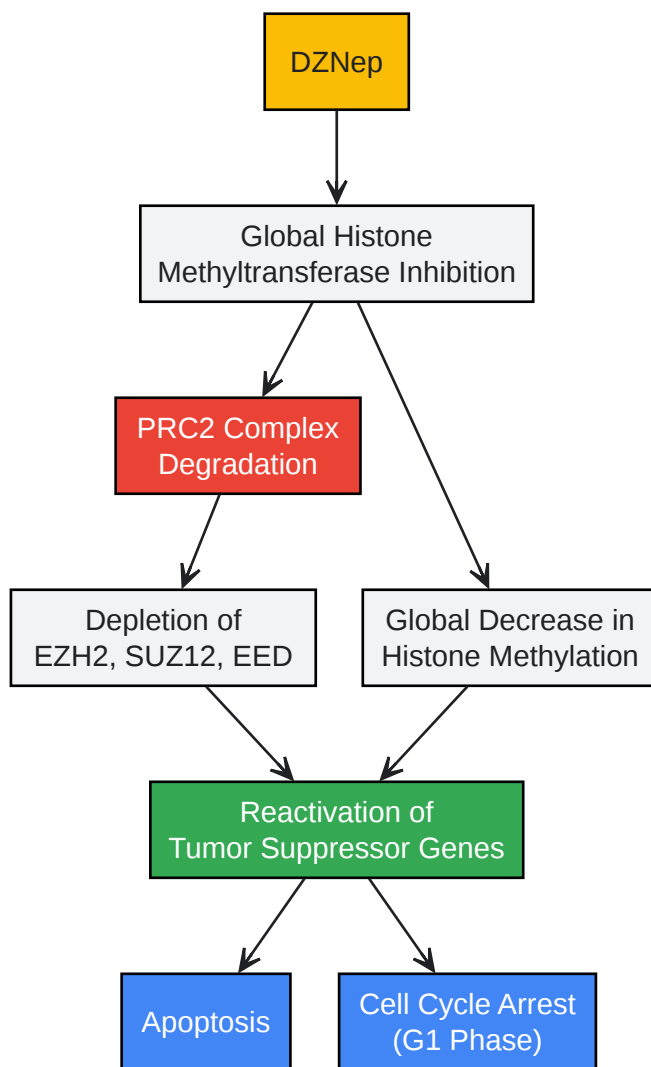 DZNep
Global Histone
Methyltransferase Inhibition
PRC2 Complex
Degradation
Depletion of
EZH2, SUZ12, EED
Global Decrease in
Histone Methylation
Reactivation of
Tumor Suppressor Genes
Apoptosis
Cell Cycle Arrest
(G1 Phase)